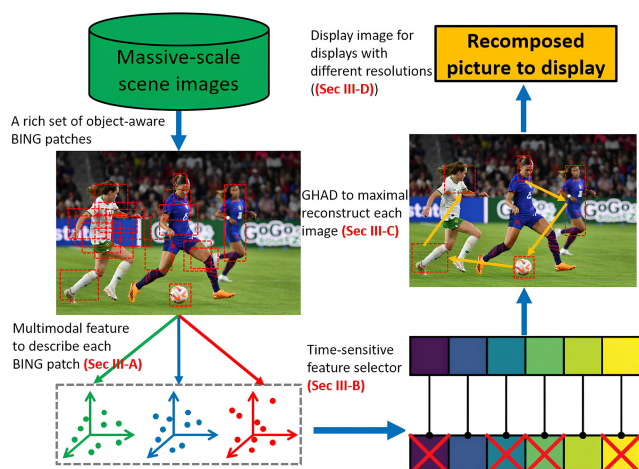 Massive-scale
scene images
A rich set of object-aware
BING patches
Multimodal feature
to describe each
BING patch (Sec III-A)
Time-sensitive
feature selector
(Sec III-B)
GHAD to maximal
reconstruct each
image (Sec III-C)
Display image for
displays with
different resolutions
((Sec III-D))
Recomposed
picture to display
GoGo
GoGo